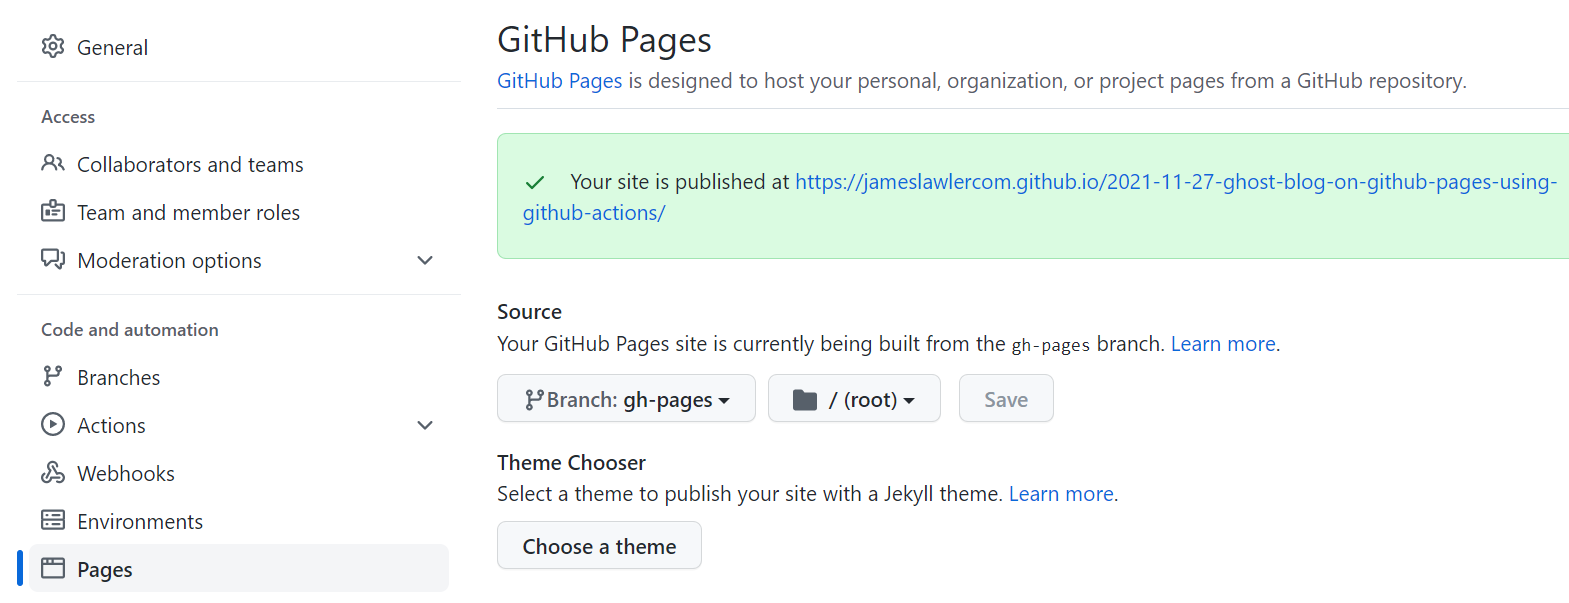 General
Access
Collaborators and teams
Team and member roles
Moderation options
Code and automation
Branches
Actions
Webhooks
Environments
Pages
GitHub Pages
GitHub Pages is designed to host your personal, organization, or project pages from a GitHub repository.
Your site is published at https://jameslawlercom.github.io/2021-11-27-ghost-blog-on-github-pages-using-
github-actions/
Source
Your GitHub Pages site is currently being built from the gh-pages branch. Learn more.
Branch: gh-pages
/ (root)
Save
Theme Chooser
Select a theme to publish your site with a Jekyll theme. Learn more.
Choose a theme